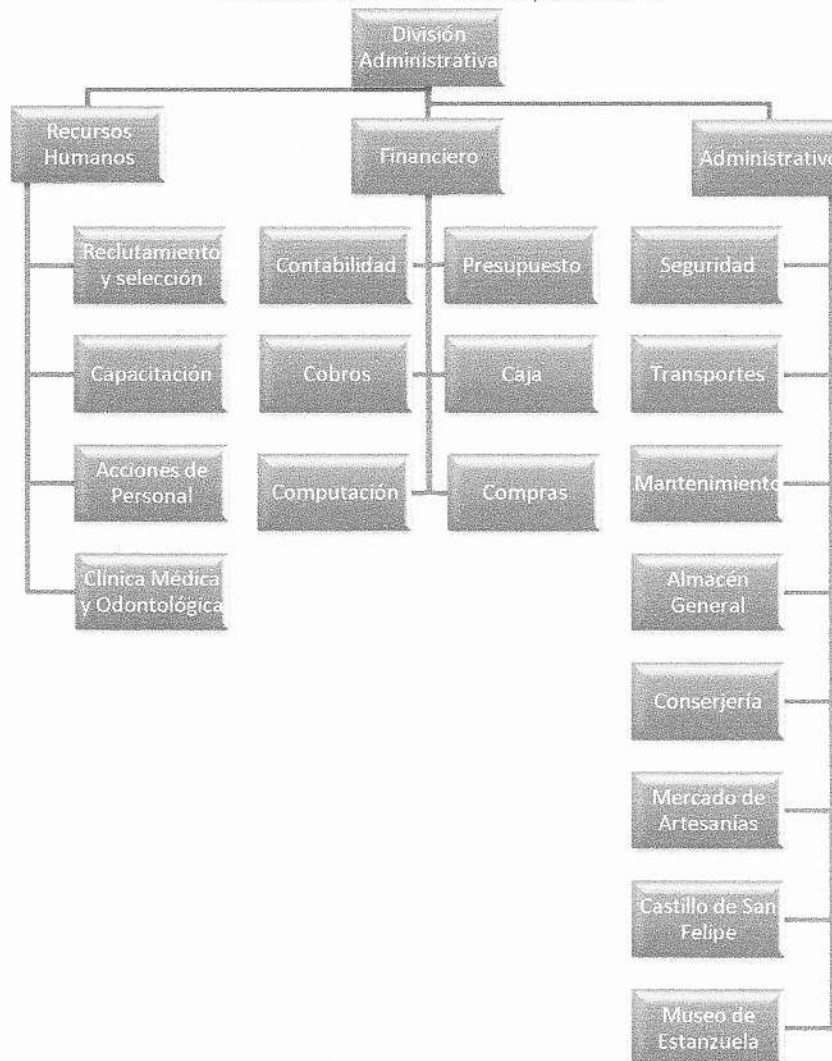 División
Administrativa
Recursos
Humanos
Financiero
Administrativo
Reclutamiento
y selección
Contabilidad
Presupuesto
Seguridad
Capacitación
Cobros
Caja
Transportes
Acciones de
Personal
Computación
Compras
Mantenimiento
Clínica Médica
y Odontológica
Almacén
General
Conserjería
Mercado de
Artesanías
Castillo de San
Felipe
Museo de
Estanzuela